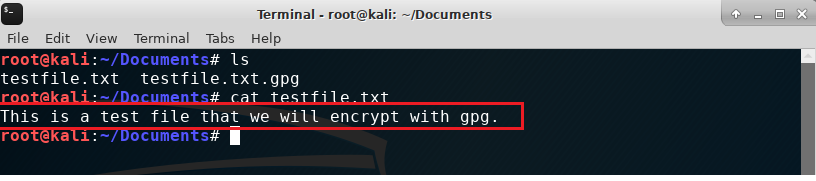 Terminal - root@kali: ~/Documents
File Edit View Terminal Tabs Help
root@kali:~/Documents# ls
testfile.txt  testfile.txt.gpg
root@kali:~/Documents# cat testfile.txt
This is a test file that we will encrypt with gpg.
root@kali:~/Documents#